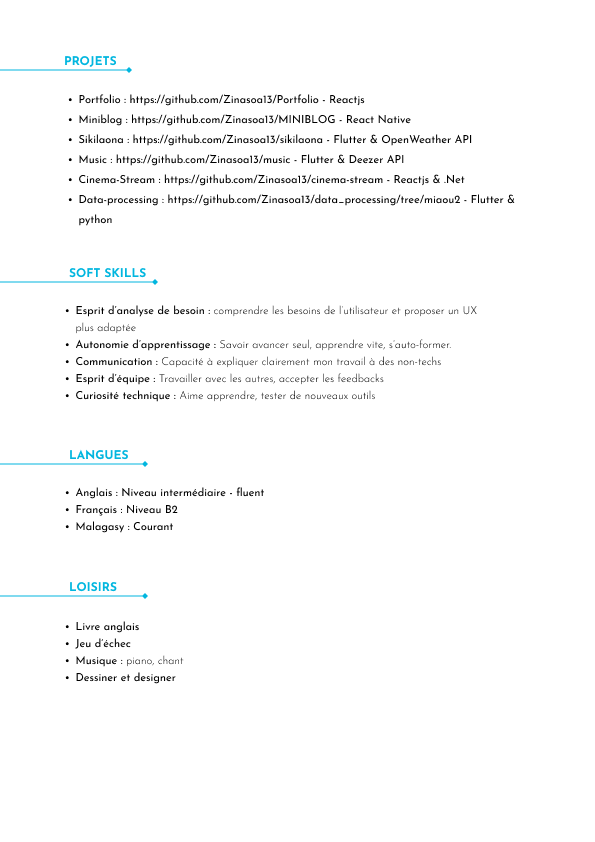 PROJETS
• Portfolio : https://github.com/Zinasoa13/Portfolio - Reactjs
• Miniblog : https://github.com/Zinasoa13/MINIBLOG - React Native
• Sikilaona : https://github.com/Zinasoa13/sikilaona - Flutter & OpenWeather API
• Music : https://github.com/Zinasoa13/music - Flutter & Deezer API
• Cinema-Stream : https://github.com/Zinasoa13/cinema-stream - Reactjs & .Net
• Data-processing : https://github.com/Zinasoa13/data_processing/tree/miaou2 - Flutter &
python
SOFT SKILLS
• Esprit d'analyse de besoin : comprendre les besoins de l'utilisateur et proposer un UX
plus adaptée
• Autonomie d'apprentissage : Savoir avancer seul, apprendre vite, s'auto-former.
• Communication : Capacité à expliquer clairement mon travail à des non-techs
• Esprit d'équipe : Travailler avec les autres, accepter les feedbacks
• Curiosité technique : Aime apprendre, tester de nouveaux outils
LANGUES
• Anglais : Niveau intermédiaire - fluent
• Français : Niveau B2
• Malagasy : Courant
LOISIRS
• Livre anglais
• Jeu d'échec
• Musique : piano, chant
• Dessiner et designer